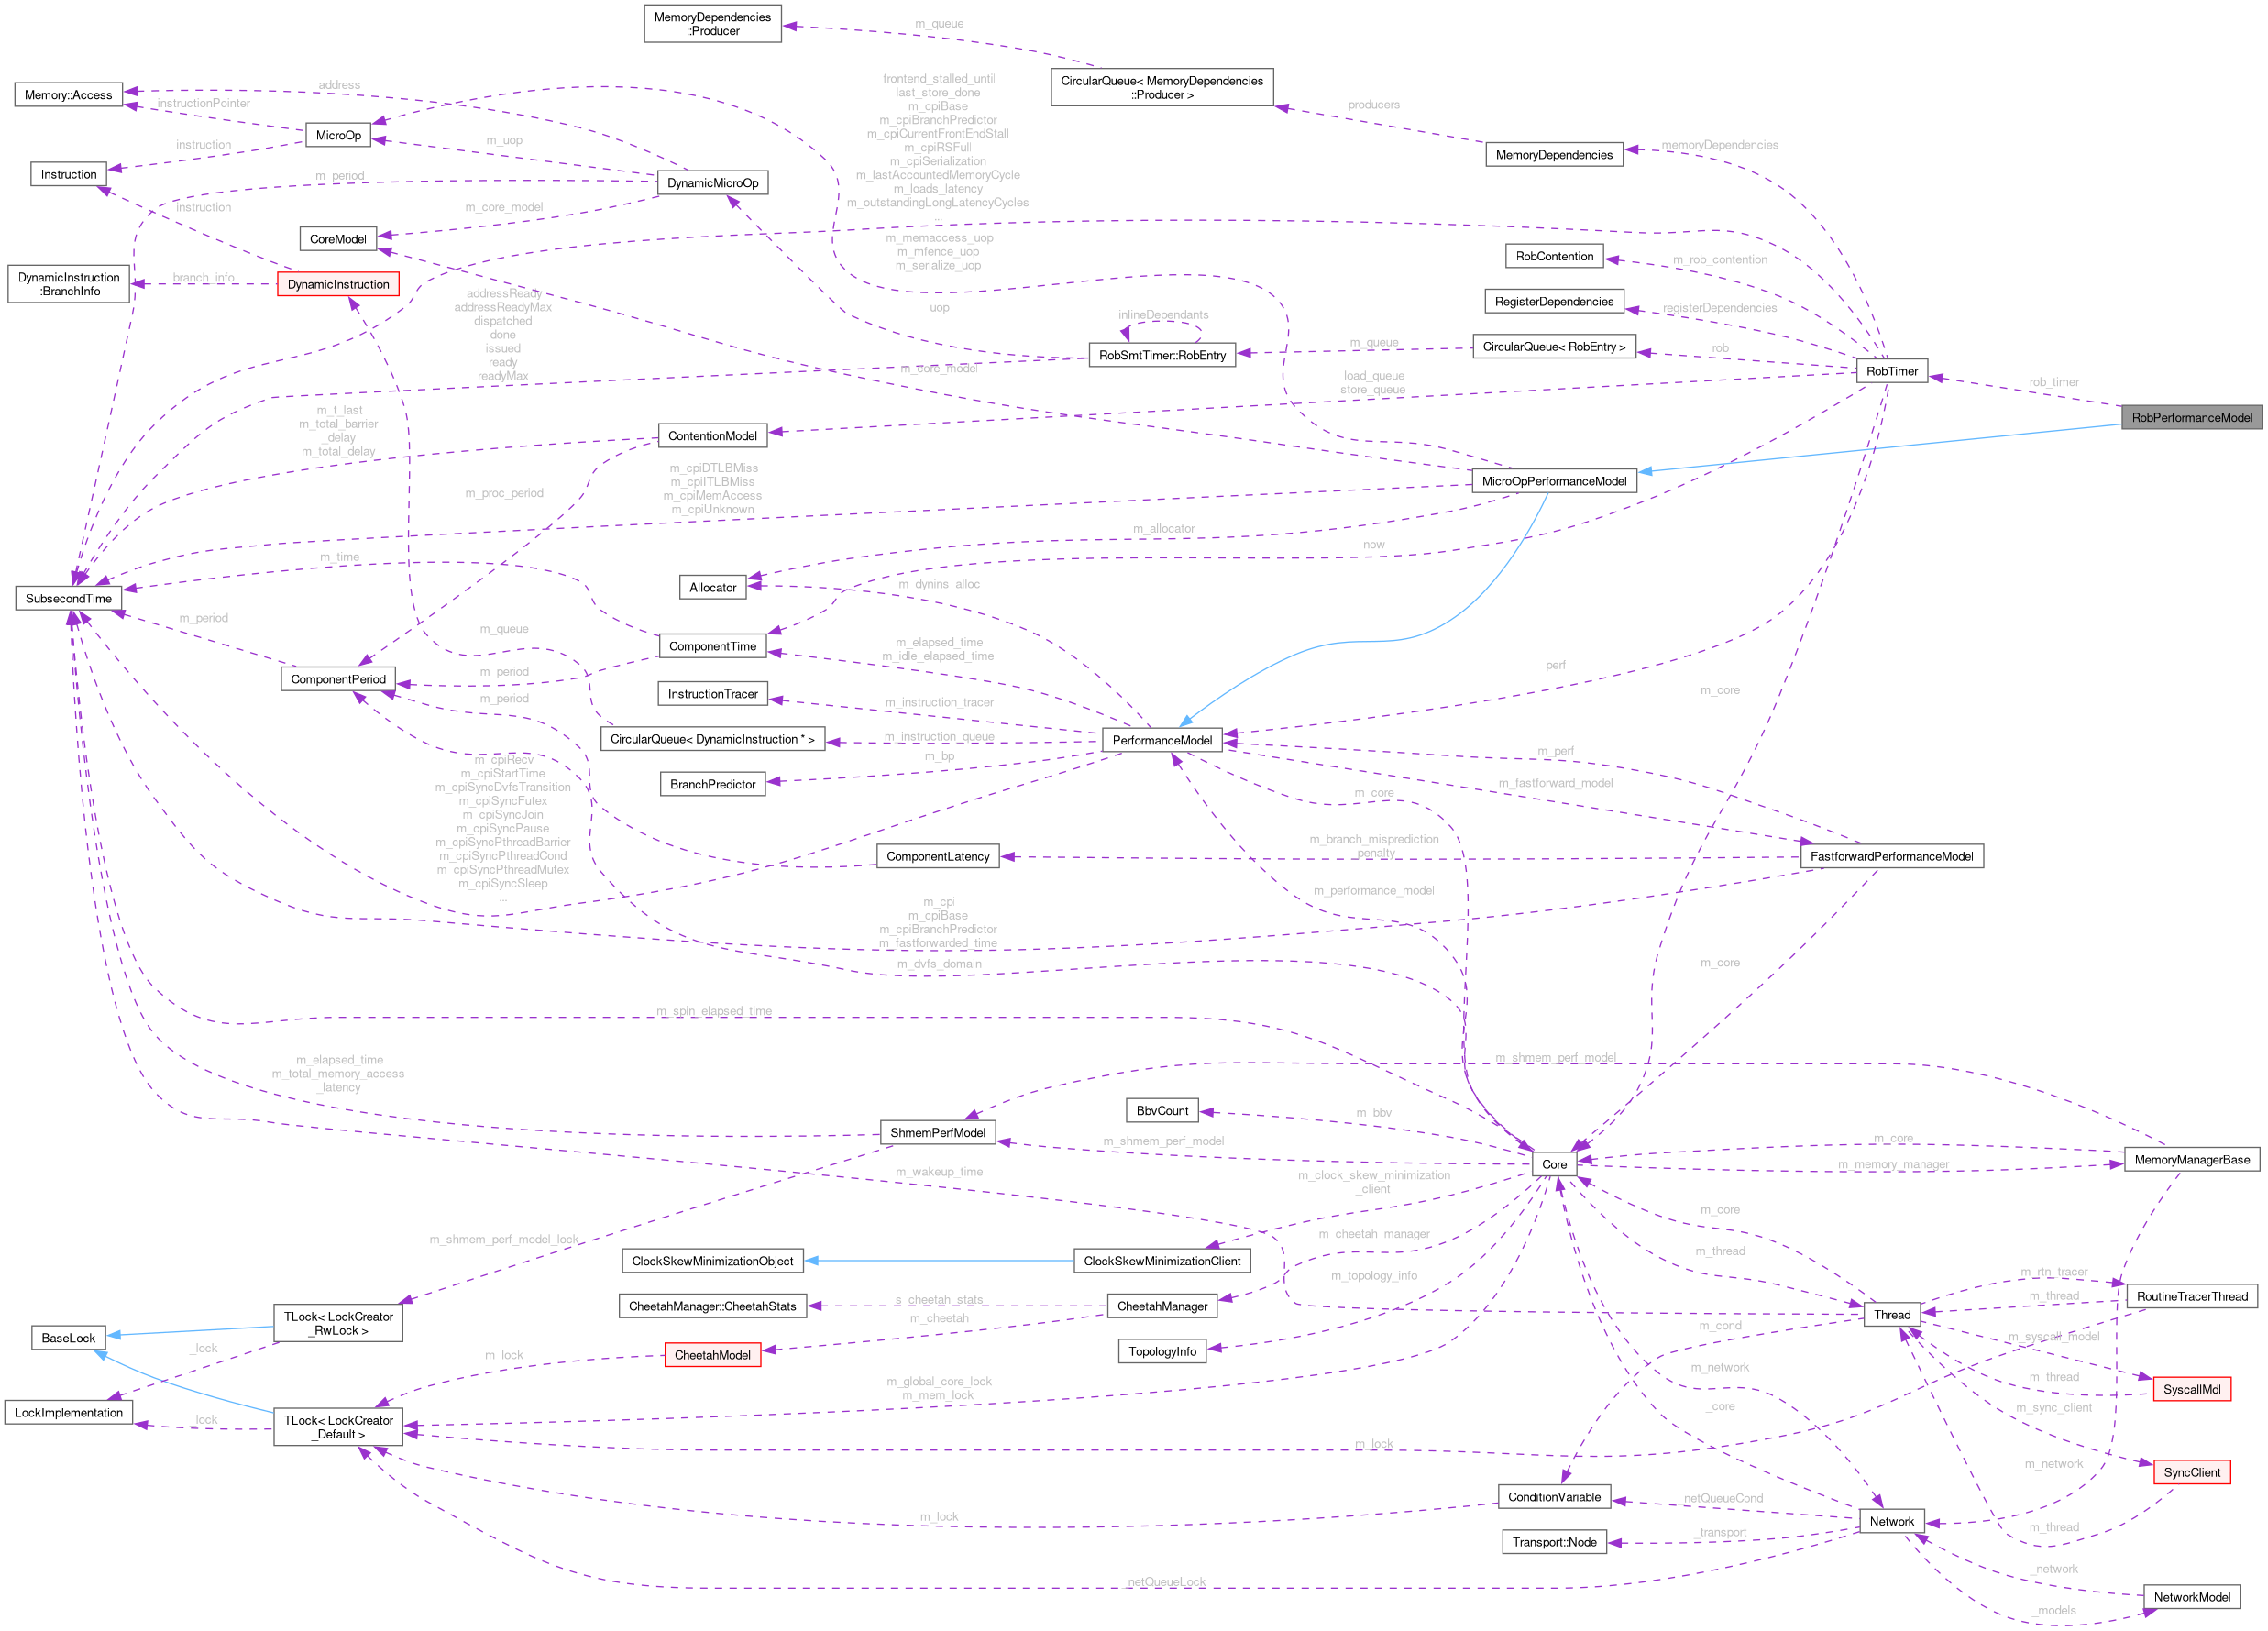 MemoryDependencies
::Producer
m_queue
CircularQueue< MemoryDependencies
::Producer >
producers
MemoryDependencies
memoryDependencies
Memory::Access
address
instructionPointer
MicroOp
instruction
m_uop
Instruction
m_period
DynamicMicroOp
instruction
m_core_model
CoreModel
frontend_stalled_until
last_store_done
m_cpiBase
m_cpiBranchPredictor
m_cpiCurrentFrontEndStall
m_cpiRSFull
m_cpiSerialization
m_lastAccountedMemoryCycle
m_loads_latency
m_outstandingLongLatencyCycles
...
m_memaccess_uop
m_mfence_uop
m_serialize_uop
RobContention
m_rob_contention
DynamicInstruction
::BranchInfo
branch_info
DynamicInstruction
RegisterDependencies
registerDependencies
addressReady
addressReadyMax
dispatched
done
issued
ready
readyMax
uop
inlineDependants
RobSmtTimer::RobEntry
m_queue
CircularQueue< RobEntry >
rob
RobTimer
rob_timer
RobPerformanceModel
m_core_model
load_queue
store_queue
m_t_last
m_total_barrier
_delay
m_total_delay
ContentionModel
m_proc_period
m_cpiDTLBMiss
m_cpiITLBMiss
m_cpiMemAccess
m_cpiUnknown
MicroOpPerformanceModel
m_allocator
now
m_time
SubsecondTime
Allocator
m_dynins_alloc
m_period
m_queue
ComponentTime
m_elapsed_time
m_idle_elapsed_time
ComponentPeriod
m_period
m_period
InstructionTracer
m_instruction_tracer
perf
m_core
CircularQueue< DynamicInstruction * >
m_instruction_queue
PerformanceModel
m_bp
BranchPredictor
m_perf
m_fastforward_model
m_core
m_cpiRecv
m_cpiStartTime
m_cpiSyncDvfsTransition
m_cpiSyncFutex
m_cpiSyncJoin
m_cpiSyncPause
m_cpiSyncPthreadBarrier
m_cpiSyncPthreadCond
m_cpiSyncPthreadMutex
m_cpiSyncSleep
...
ComponentLatency
m_branch_misprediction
_penalty
FastforwardPerformanceModel
m_performance_model
m_cpi
m_cpiBase
m_cpiBranchPredictor
m_fastforwarded_time
m_dvfs_domain
m_core
m_spin_elapsed_time
m_elapsed_time
m_total_memory_access
_latency
m_shmem_perf_model
BbvCount
m_bbv
ShmemPerfModel
m_shmem_perf_model
Core
m_core
m_memory_manager
MemoryManagerBase
m_wakeup_time
m_clock_skew_minimization
_client
m_core
m_thread
m_shmem_perf_model_lock
m_cheetah_manager
ClockSkewMinimizationObject
ClockSkewMinimizationClient
m_topology_info
m_rtn_tracer
RoutineTracerThread
m_thread
CheetahManager::CheetahStats
s_cheetah_stats
CheetahManager
m_cheetah
Thread
TLock< LockCreator
_RwLock >
BaseLock
_lock
m_lock
CheetahModel
TopologyInfo
m_cond
m_syscall_model
m_thread
SyscallMdl
m_network
m_global_core_lock
m_mem_lock
_core
m_sync_client
LockImplementation
_lock
TLock< LockCreator
_Default >
m_lock
m_network
SyncClient
ConditionVariable
_netQueueCond
m_lock
Network
m_thread
Transport::Node
_transport
_netQueueLock
_network
NetworkModel
_models